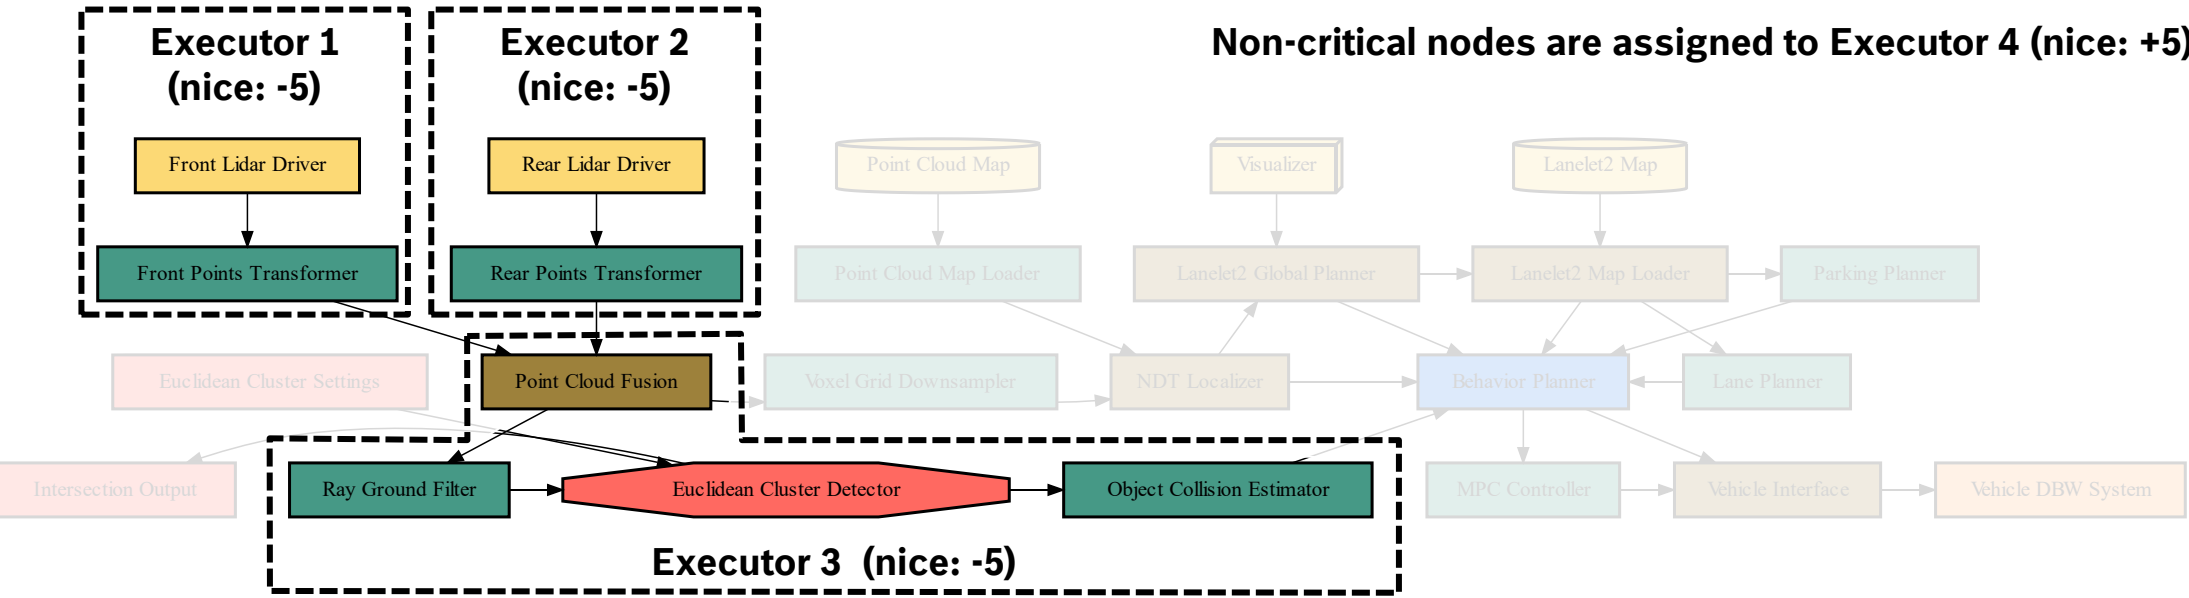 Executor 1
(nice: -5)
Executor 2
(nice: -5)
Non-critical nodes are assigned to Executor 4 (nice: +5)
Front Lidar Driver
Rear Lidar Driver
Point Cloud Map
Visualizer
Lanelet2 Map
Front Points Transformer
Rear Points Transformer
Point Cloud Map Loader
Lanelet2 Global Planner
Lanelet2 Map Loader
Parking Planner
Euclidean Cluster Settings
Point Cloud Fusion
Voxel Grid Downsampler
NDT Localizer
Behavior Planner
Lane Planner
Intersection Output
Ray Ground Filter
Euclidean Cluster Detector
Object Collision Estimator
MPC Controller
Vehicle Interface
Vehicle DBW System
Executor 3 (nice: -5)